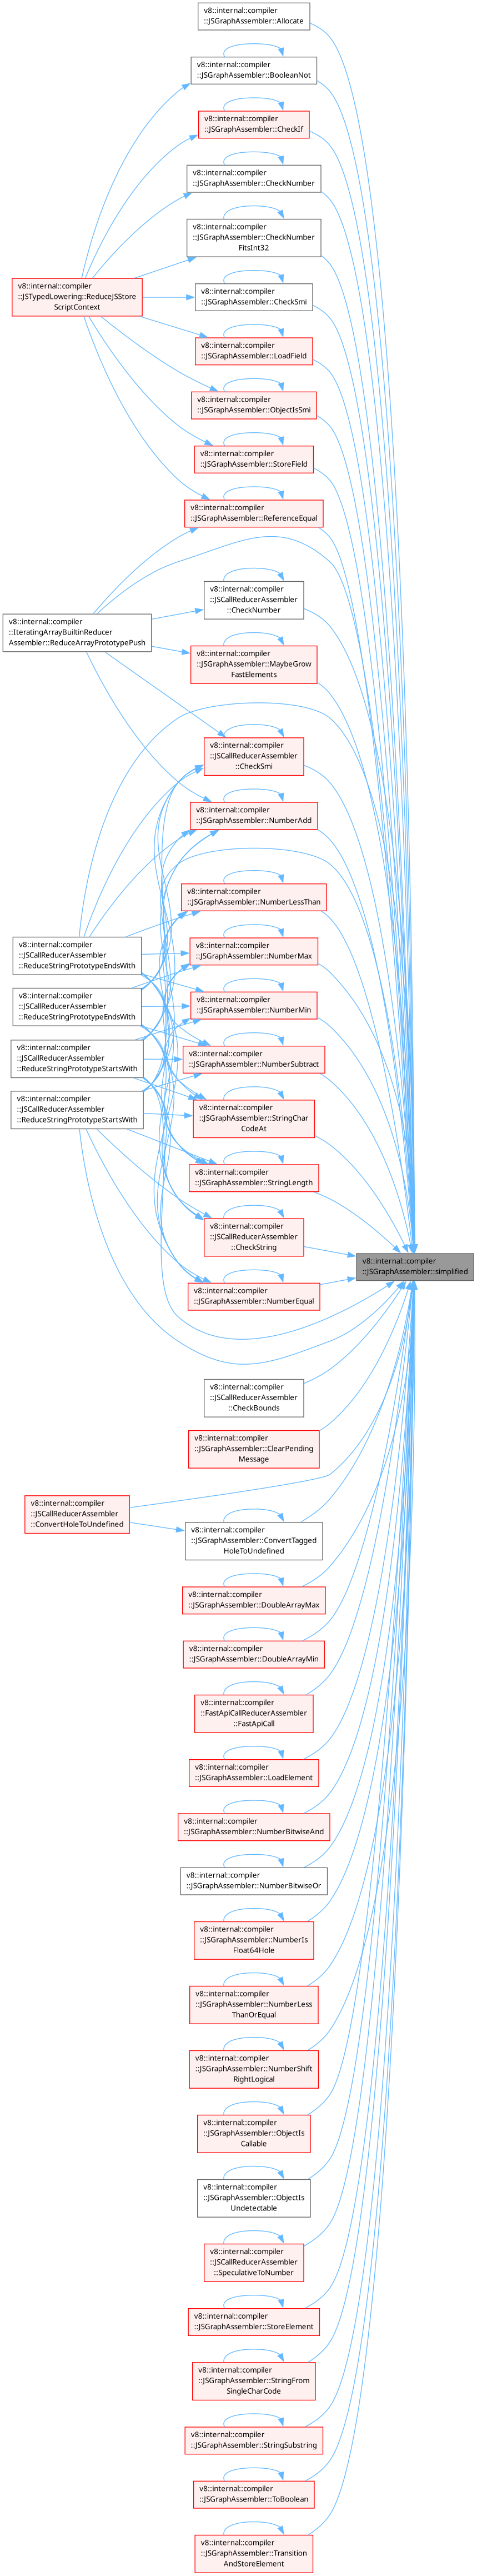 v8::internal::compiler
::JSGraphAssembler::Allocate
v8::internal::compiler
::JSGraphAssembler::BooleanNot
v8::internal::compiler
::JSGraphAssembler::CheckIf
v8::internal::compiler
::JSGraphAssembler::CheckNumber
v8::internal::compiler
::JSGraphAssembler::CheckNumber
FitsInt32
v8::internal::compiler
::JSTypedLowering::ReduceJSStore
ScriptContext
v8::internal::compiler
::JSGraphAssembler::CheckSmi
v8::internal::compiler
::JSGraphAssembler::LoadField
v8::internal::compiler
::JSGraphAssembler::ObjectIsSmi
v8::internal::compiler
::JSGraphAssembler::StoreField
v8::internal::compiler
::JSGraphAssembler::ReferenceEqual
v8::internal::compiler
::JSCallReducerAssembler
::CheckNumber
v8::internal::compiler
::IteratingArrayBuiltinReducer
Assembler::ReduceArrayPrototypePush
v8::internal::compiler
::JSGraphAssembler::MaybeGrow
FastElements
v8::internal::compiler
::JSCallReducerAssembler
::CheckSmi
v8::internal::compiler
::JSGraphAssembler::NumberAdd
v8::internal::compiler
::JSGraphAssembler::NumberLessThan
v8::internal::compiler
::JSGraphAssembler::NumberMax
v8::internal::compiler
::JSCallReducerAssembler
::ReduceStringPrototypeEndsWith
v8::internal::compiler
::JSGraphAssembler::NumberMin
v8::internal::compiler
::JSCallReducerAssembler
::ReduceStringPrototypeEndsWith
v8::internal::compiler
::JSGraphAssembler::NumberSubtract
v8::internal::compiler
::JSCallReducerAssembler
::ReduceStringPrototypeStartsWith
v8::internal::compiler
::JSCallReducerAssembler
::ReduceStringPrototypeStartsWith
v8::internal::compiler
::JSGraphAssembler::StringChar
CodeAt
v8::internal::compiler
::JSGraphAssembler::StringLength
v8::internal::compiler
::JSCallReducerAssembler
::CheckString
v8::internal::compiler
::JSGraphAssembler::simplified
v8::internal::compiler
::JSGraphAssembler::NumberEqual
v8::internal::compiler
::JSCallReducerAssembler
::CheckBounds
v8::internal::compiler
::JSGraphAssembler::ClearPending
Message
v8::internal::compiler
::JSCallReducerAssembler
::ConvertHoleToUndefined
v8::internal::compiler
::JSGraphAssembler::ConvertTagged
HoleToUndefined
v8::internal::compiler
::JSGraphAssembler::DoubleArrayMax
v8::internal::compiler
::JSGraphAssembler::DoubleArrayMin
v8::internal::compiler
::FastApiCallReducerAssembler
::FastApiCall
v8::internal::compiler
::JSGraphAssembler::LoadElement
v8::internal::compiler
::JSGraphAssembler::NumberBitwiseAnd
v8::internal::compiler
::JSGraphAssembler::NumberBitwiseOr
v8::internal::compiler
::JSGraphAssembler::NumberIs
Float64Hole
v8::internal::compiler
::JSGraphAssembler::NumberLess
ThanOrEqual
v8::internal::compiler
::JSGraphAssembler::NumberShift
RightLogical
v8::internal::compiler
::JSGraphAssembler::ObjectIs
Callable
v8::internal::compiler
::JSGraphAssembler::ObjectIs
Undetectable
v8::internal::compiler
::JSCallReducerAssembler
::SpeculativeToNumber
v8::internal::compiler
::JSGraphAssembler::StoreElement
v8::internal::compiler
::JSGraphAssembler::StringFrom
SingleCharCode
v8::internal::compiler
::JSGraphAssembler::StringSubstring
v8::internal::compiler
::JSGraphAssembler::ToBoolean
v8::internal::compiler
::JSGraphAssembler::Transition
AndStoreElement